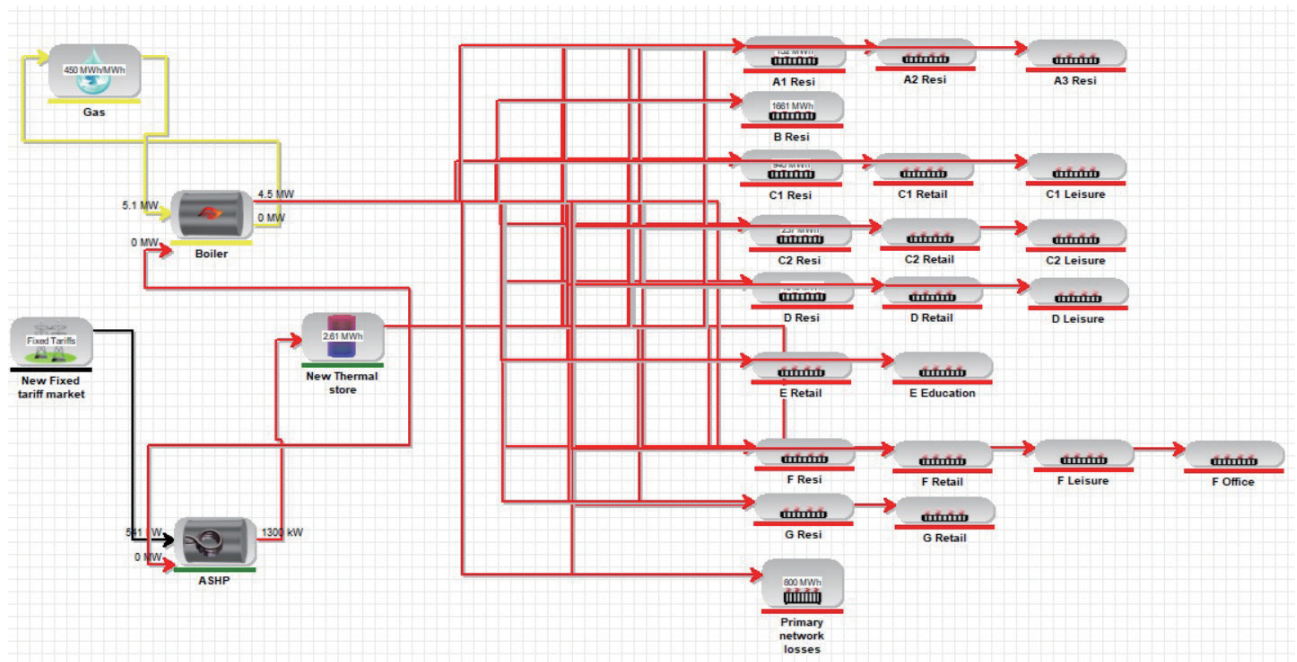 450 MWh/MWh
Gas
5.1 MW
4.5 MW
0 MW
0 MW
Boiler
Fixed Tariffs
New Fixed
tariff market
2.61 MWh
New Thermal
store
1300 kW
0 MW
ASHP
A1 Resi
A2 Resi
A3 Resi
1661 MWh
B Resi
C1 Resi
C1 Retail
C1 Leisure
C2 Resi
C2 Retail
C2 Leisure
D Resi
D Retail
D Leisure
E Retail
E Education
F Resi
F Retail
F Leisure
F Office
G Resi
G Retail
800 MWh
Primary
network
losses